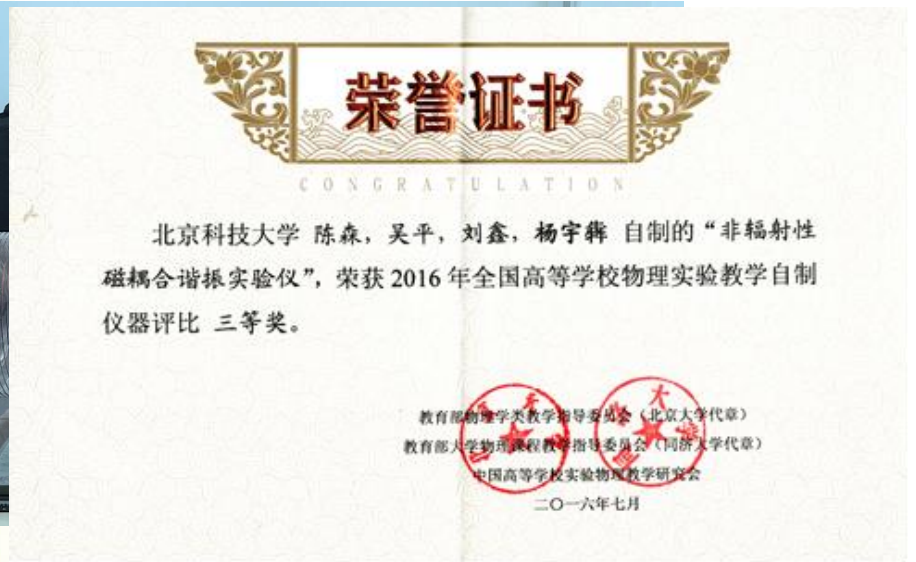 荣誉证书
CONGRATULATION
北京科技大学 陈森，吴平，刘鑫，杨宇犇 自制的“非辐射性
磁耦合谐振实验仪”，荣获 2016 年全国高等学校物理实验教学自制
仪器评比 三等奖。
教育部物理学类教学指导委员会（北京大学代章）
教育部大学物理课程教学指导委员会（同济大学代章）
中国高等学校实验物理教学研究会
二〇一六年七月